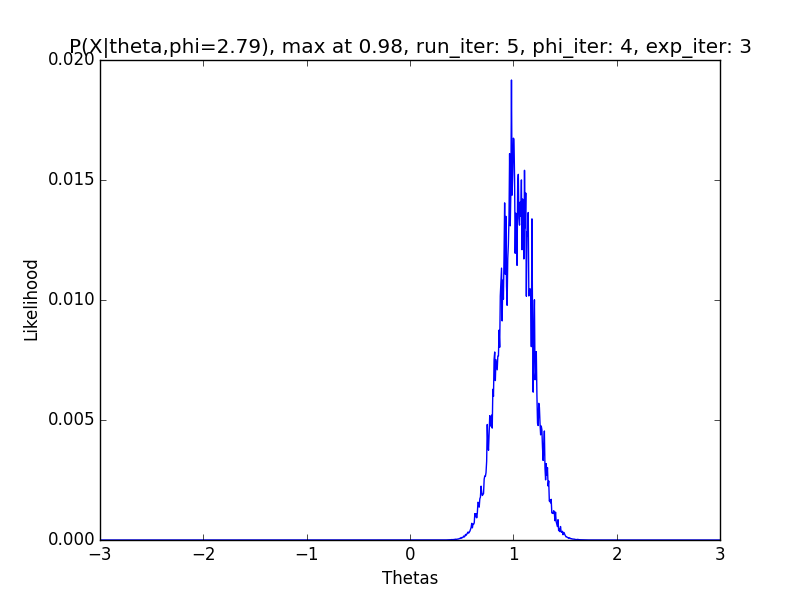 P(X|theta,phi=2.79), max at 0.98, run_iter: 5, phi_iter: 4, exp_iter: 3
0.020
0.015
0.010
0.005
0.000
Likelihood
−3 −2 −1 0 1 2 3
Thetas